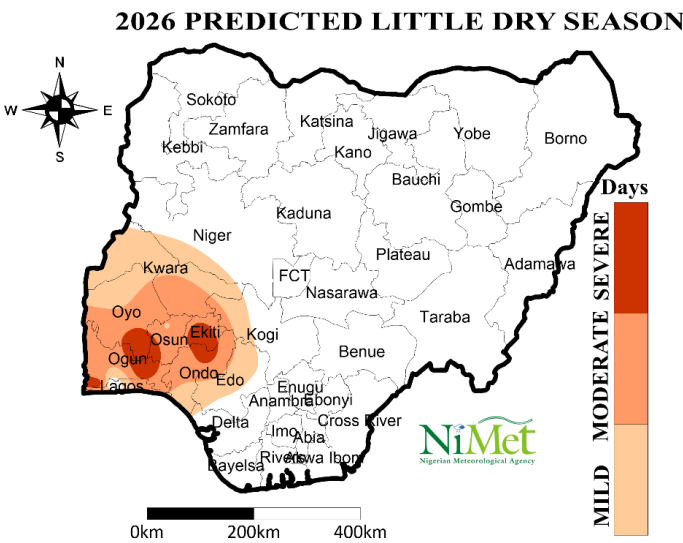 2026 PREDICTED LITTLE DRY SEASON
N
W E
S
Sokoto
Zamfara
Kebbi
Katsina
Kano
Jigawa
Yobe
Borno
Bauchi
Gombe
Kaduna
Niger
Plateau
Adamawa
Kwara
FCT
Nasarawa
Taraba
Oyo
Osun
Ekiti
Kogi
Ogun
Benue
Ondo
Edo
Lagos
Enugu
Anambra
Ebonyi
Delta
Cross River
Imo
Abia
Bayelsa
Rivers
Akwa Ibom
Days
SEVERE
MODERATE
MILD
NiMet
Nigerian Meteorological Agency
0km 200km 400km